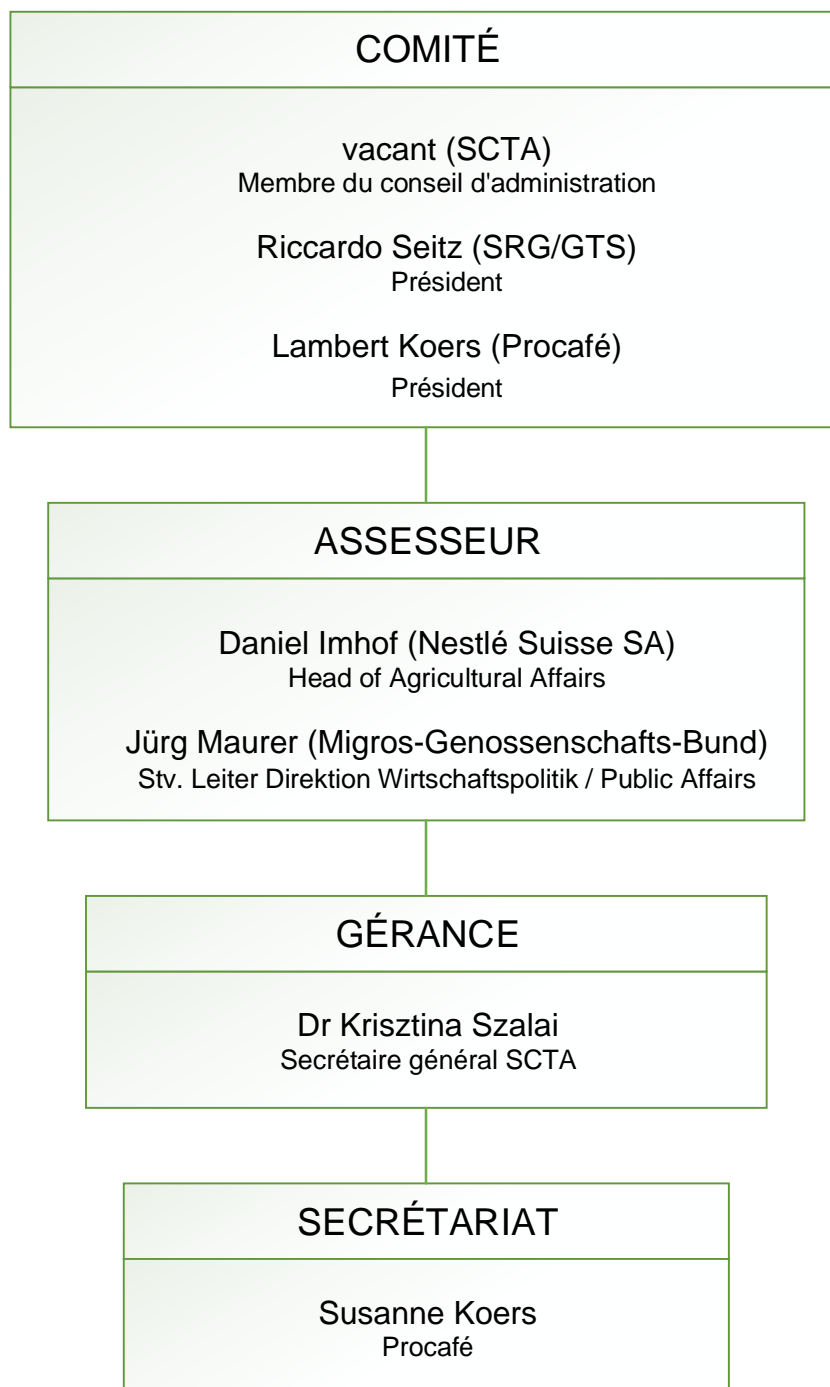 COMITÉ
vacant (SCTA)
Membre du conseil d'administration
Riccardo Seitz (SRG/GTS)
Président
Lambert Koers (Procafé)
Président
ASSESSEUR
Daniel Imhof (Nestlé Suisse SA)
Head of Agricultural Affairs
Jürg Maurer (Migros-Genossenschafts-Bund)
Stv. Leiter Direktion Wirtschaftspolitik / Public Affairs
GÉRANCE
Dr Krisztina Szalai
Secrétaire général SCTA
SECRÉTARIAT
Susanne Koers
Procafé